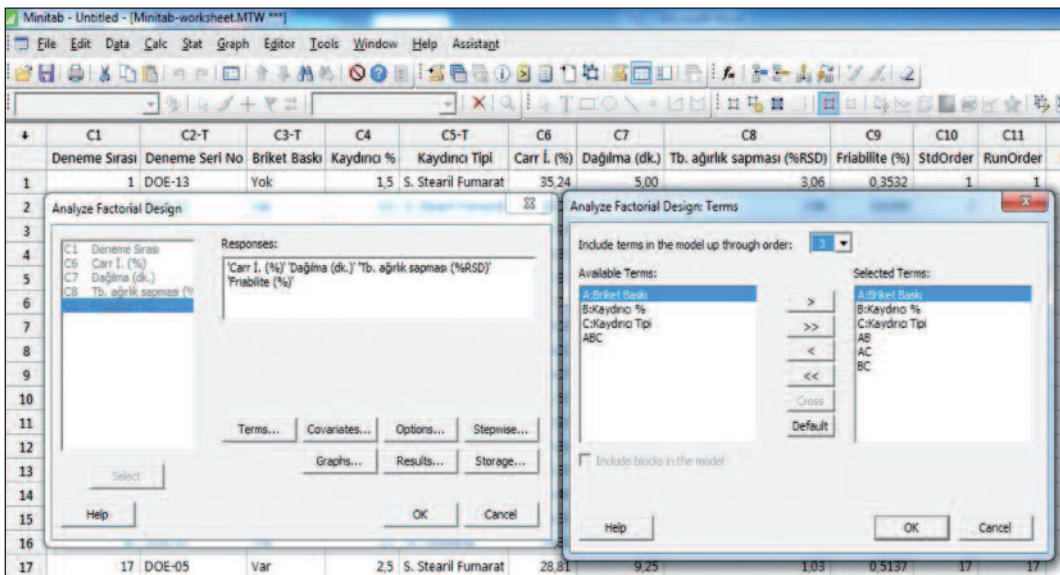 Minitab - Untitled - [Minitab-worksheet.MTW ***]
File Edit Data Calc Stat Graph Editor Tools Window Help Assistant
C1 C2-T C3-T C4 C5-T C6 C7 C8 C9 C10 C11
Deneme Sırası Deneme Seri No Briket Baskı Kaydırıcı % Kaydırıcı Tipi Carr İ. (%) Dağılma (dk.) Tb. ağırlık sapması (%RSD) Friabilite (%) StdOrder RunOrder
1 1 DOE-13 Yok 1,5 S. Stearil Fumarat 35,24 5,00 3,06 0,3532 1 1
2
3
4
5
6
7
8
9
10
11
12
13
14
15
16
17 17 DOE-05 Var 2,5 S. Stearil Fumarat 28,81 9,25 1,03 0,5137 17 17
Analyze Factorial Design
C1 Deneme Sırası
C6 Carr İ. (%)
C7 Dağılma (dk.)
C8 Tb. ağırlık sapması (%
Responses:
'Carr İ. (%)' 'Dağılma (dk.)' 'Tb. ağırlık sapması (%RSD)'
'Friabilite (%)'
Terms... Covariates... Options... Stepwise...
Graphs... Results... Storage...
Select
Help OK Cancel
Analyze Factorial Design: Terms
Include terms in the model up through order: 3
Available Terms:
A:Briket Baskı
B:Kaydırıcı %
C:Kaydırıcı Tipi
ABC
>
>>
<
<<
Cross
Default
Selected Terms:
A:Briket Baskı
B:Kaydırıcı %
C:Kaydırıcı Tipi
AB
AC
BC
Include blocks in the model
Help OK Cancel